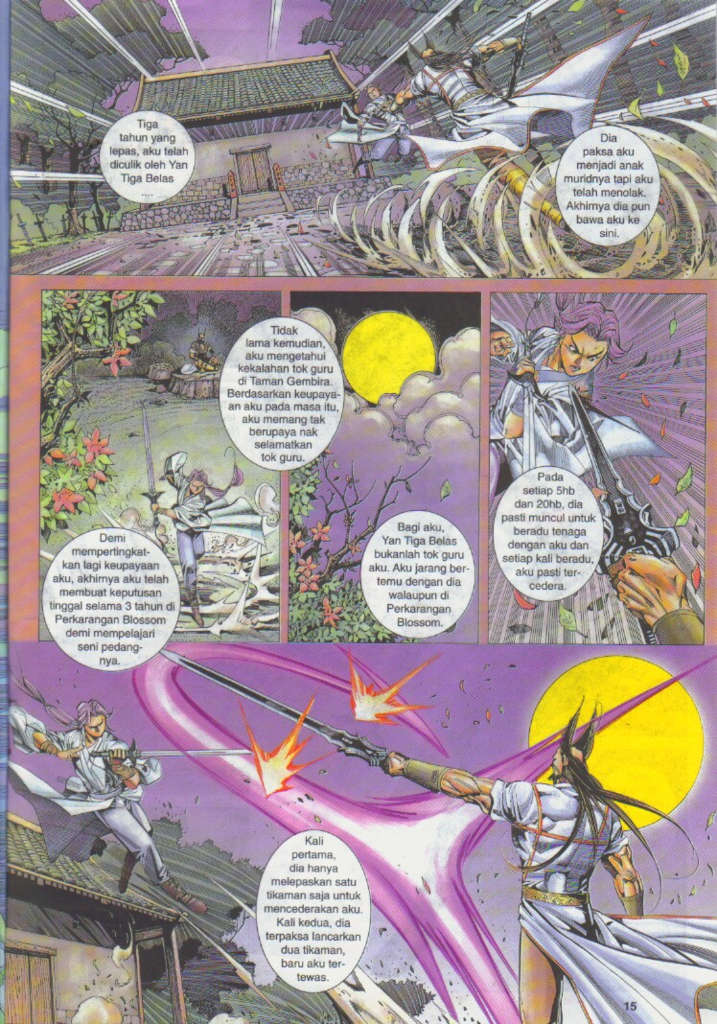 Tiga
tahun yang
lepas, aku telah
diculik oleh Yan
Tiga Belas
....
Dia
paksa aku
menjadi anak
muridnya tapi aku
telah menolak.
Akhirnya dia pun
bawa aku ke
sini.
Tidak
lama kemudian,
aku mengetahui
kekalahan tok guru
di Taman Gembira.
Berdasarkan keupaya-
an aku pada masa itu,
aku memang tak
berupaya nak
selamatkan
tok guru.
Demi
mempertingkat-
kan lagi keupayaan
aku, akhirnya aku telah
membuat keputusan
tinggal selama 3 tahun di
Perkarangan Blossom
demi mempelajari
seni pedang-
nya.
Bagi aku,
Yan Tiga Belas
bukanlah tok guru
aku. Aku jarang ber-
temu dengan dia
walaupun di
Perkarangan
Blossom.
Pada
setiap 5hb
dan 20hb, dia
pasti muncul untuk
beradu tenaga
dengan aku dan
setiap kali beradu,
aku pasti ter-
cedera.
Kali
pertama,
dia hanya
melepaskan satu
tikaman saja untuk
mencederakan aku.
Kali kedua, dia
terpaksa lancarkan
dua tikaman,
baru aku ter-
tewas.
15